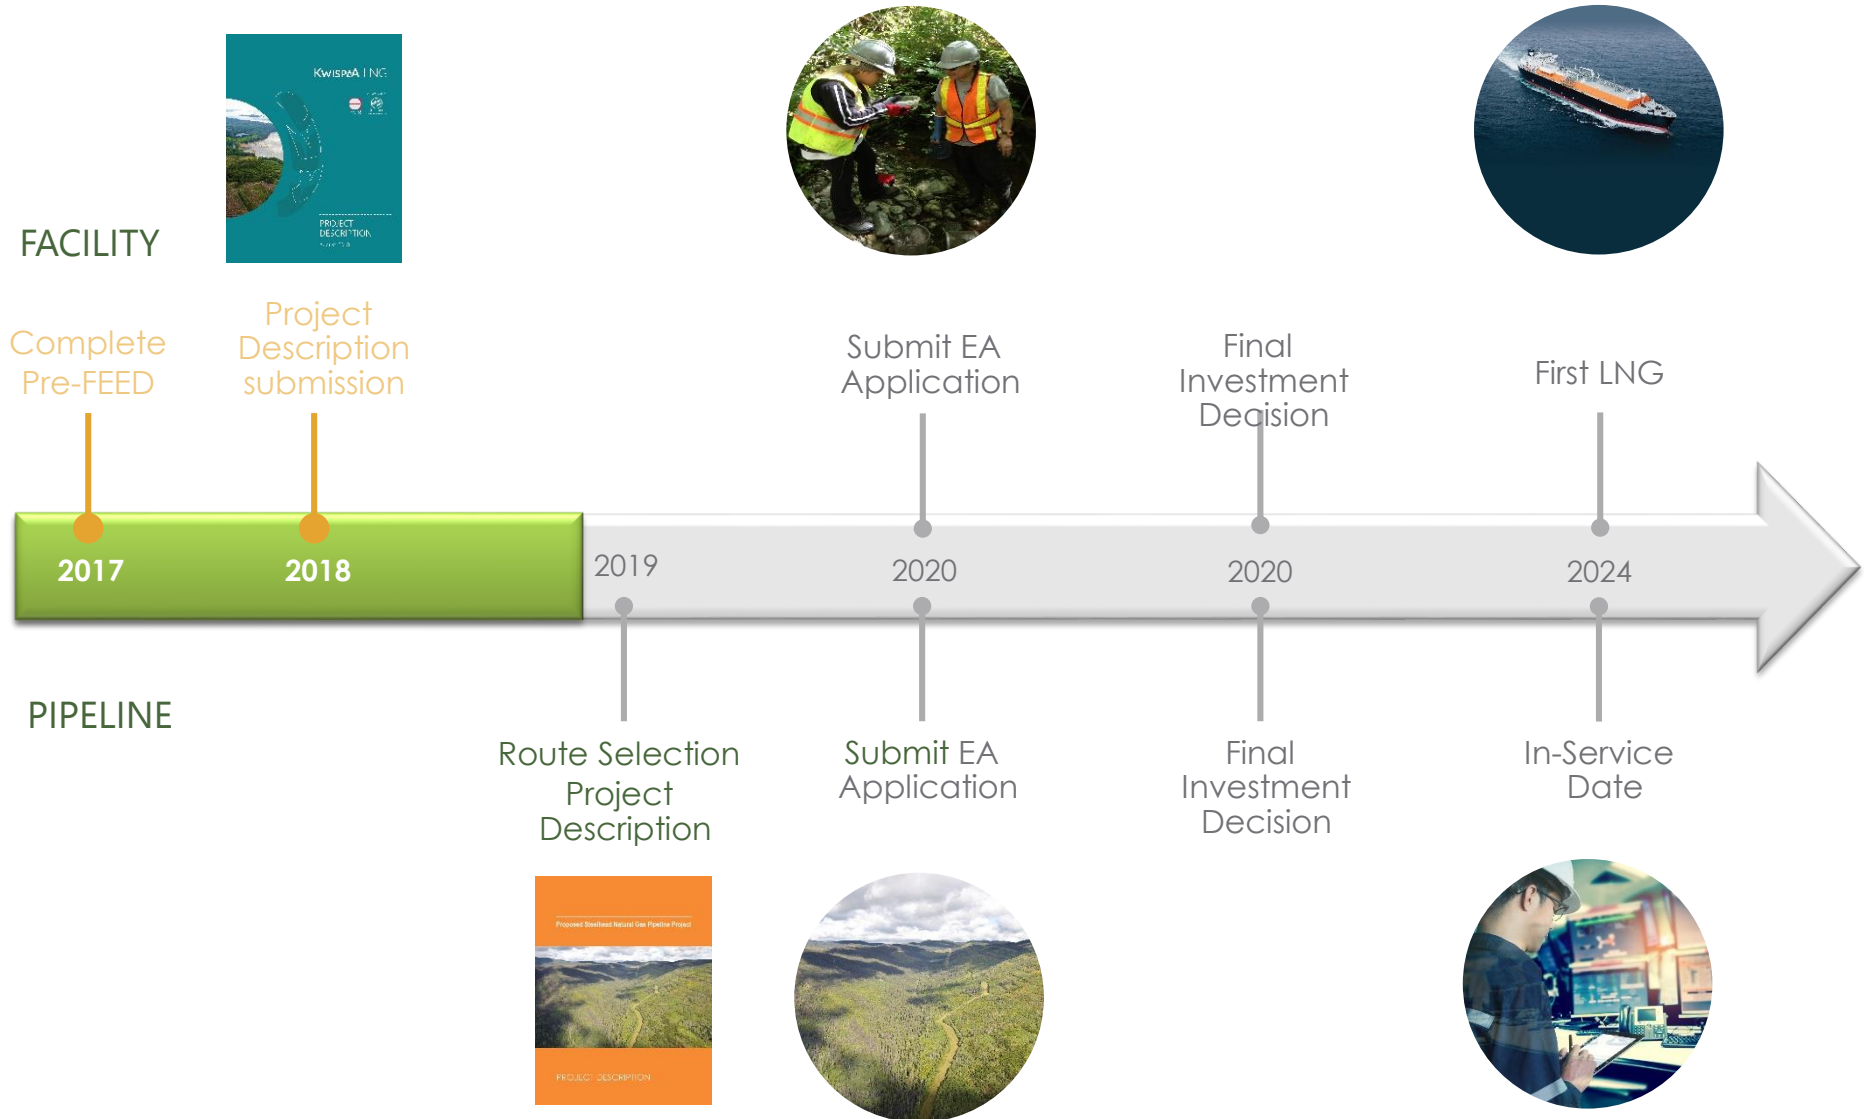 KWISPAA LNG
PROJECT
DESCRIPTION
FACILITY
Complete
Pre-FEED
Project
Description
submission
Submit EA
Application
Final
Investment
Decision
First LNG
2017
2018
2019
2020
2020
2024
PIPELINE
Route Selection
Project
Description
Submit EA
Application
Final
Investment
Decision
In-Service
Date
Proposed Steelhead Natural Gas Pipeline Project
PROJECT DESCRIPTION